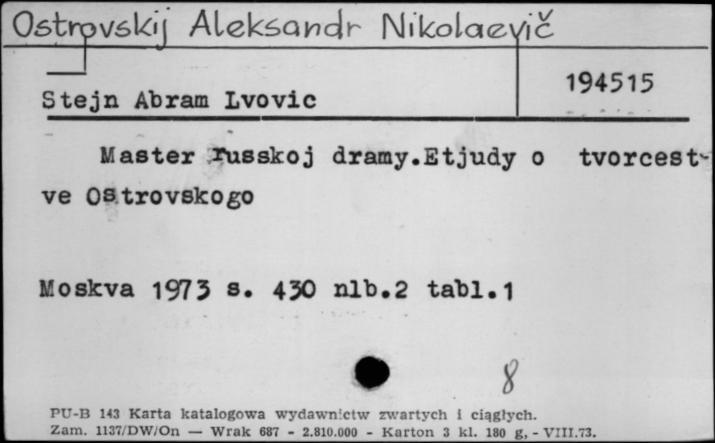 Ostrovskij Aleksandr Nikolaevič
194515
Stejn Abram Lvovic
Master russkoj dramy.Etjudy o tvorcest-
ve Ostrovskogo
Moskva 1973 s. 430 nlb.2 tabl.1
8
PU-B 143 Karta katalogowa wydawnictw zwartych i ciągłych.
Zam. 1137/DW/On — Wrak 687 - 2.810.000 - Karton 3 kl. 180 g, - VIII.73.